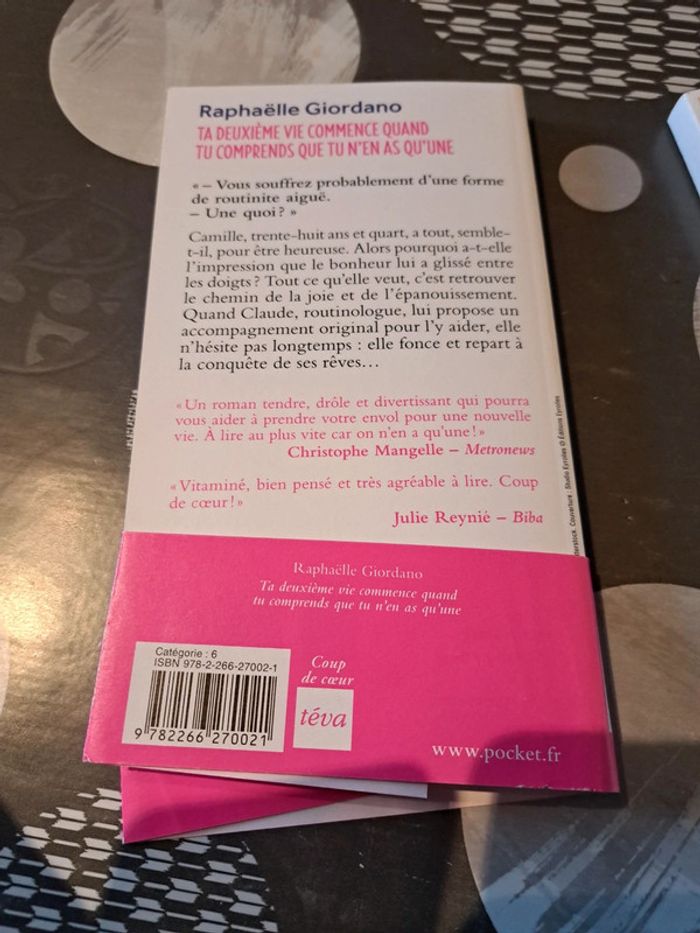 Raphaëlle Giordano
TA DEUXIÈME VIE COMMENCE QUAND
TU COMPRENDS QUE TU N'EN AS QU'UNE
« – Vous souffrez probablement d'une forme
de routinite aiguë.
– Une quoi ? »
Camille, trente-huit ans et quart, a tout, semble-
t-il, pour être heureuse. Alors pourquoi a-t-elle
l'impression que le bonheur lui a glissé entre
les doigts ? Tout ce qu'elle veut, c'est retrouver
le chemin de la joie et de l'épanouissement.
Quand Claude, routinologue, lui propose un
accompagnement original pour l'y aider, elle
n'hésite pas longtemps : elle fonce et repart à
la conquête de ses rêves…
« Un roman tendre, drôle et divertissant qui pourra
vous aider à prendre votre envol pour une nouvelle
vie. À lire au plus vite car on n'en a qu'une ! »
Christophe Mangelle – Metronews
« Vitaminé, bien pensé et très agréable à lire. Coup
de cœur ! »
Julie Reynié – Biba
Couverture : Studio Eyrolles © Éditions Eyrolles
Raphaëlle Giordano
Ta deuxième vie commence quand
tu comprends que tu n'en as qu'une
Catégorie : 6
ISBN 978-2-266-27002-1
9 782266 270021
Coup
de cœur
téva
www.pocket.fr